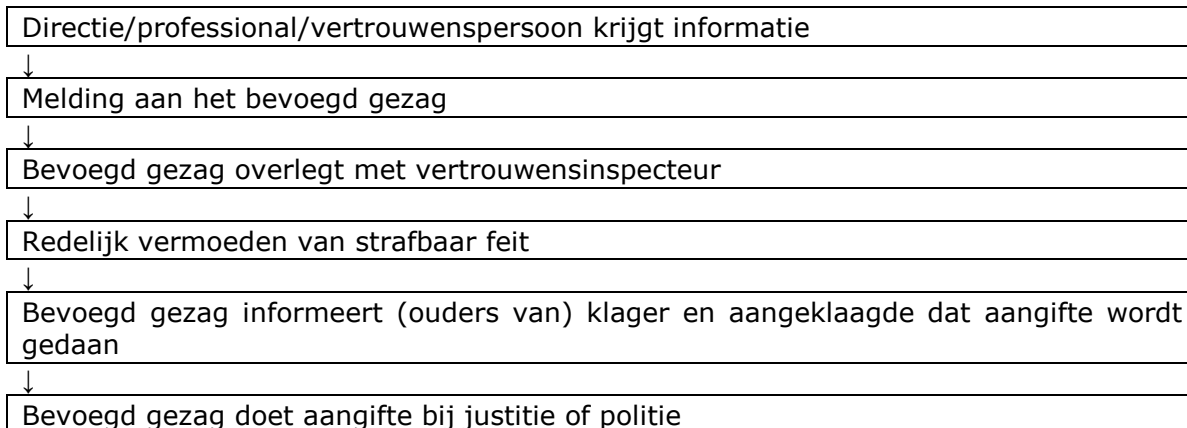 Directie/professional/vertrouwenspersoon krijgt informatie
↓
Melding aan het bevoegd gezag
↓
Bevoegd gezag overlegt met vertrouwensinspecteur
↓
Redelijk vermoeden van strafbaar feit
↓
Bevoegd gezag informeert (ouders van) klager en aangeklaagde dat aangifte wordt
gedaan
↓
Bevoegd gezag doet aangifte bij justitie of politie